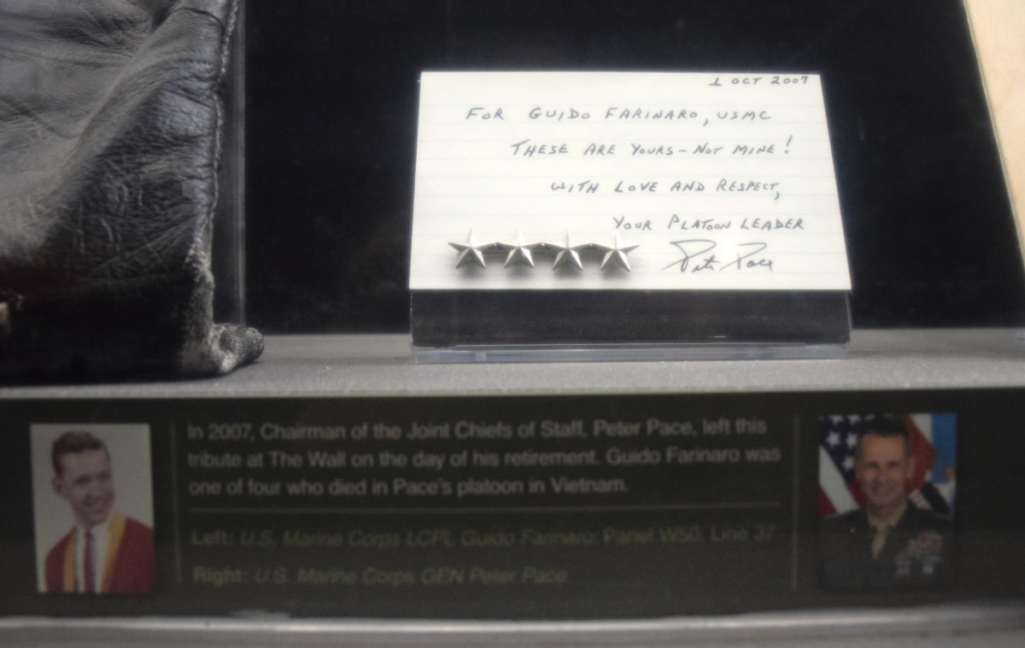 1 OCT 2007
FOR GUIDO FARINARO, USMC
THESE ARE YOURS - NOT MINE!
WITH LOVE AND RESPECT,
YOUR PLATOON LEADER
Pete Pace
In 2007, Chairman of the Joint Chiefs of Staff, Peter Pace, left this
tribute at The Wall on the day of his retirement. Guido Farinaro was
one of four who died in Pace's platoon in Vietnam.
Left: U.S. Marine Corps LCPL Guido Farinaro: Panel W50, Line 37
Right: U.S. Marine Corps GEN Peter Pace